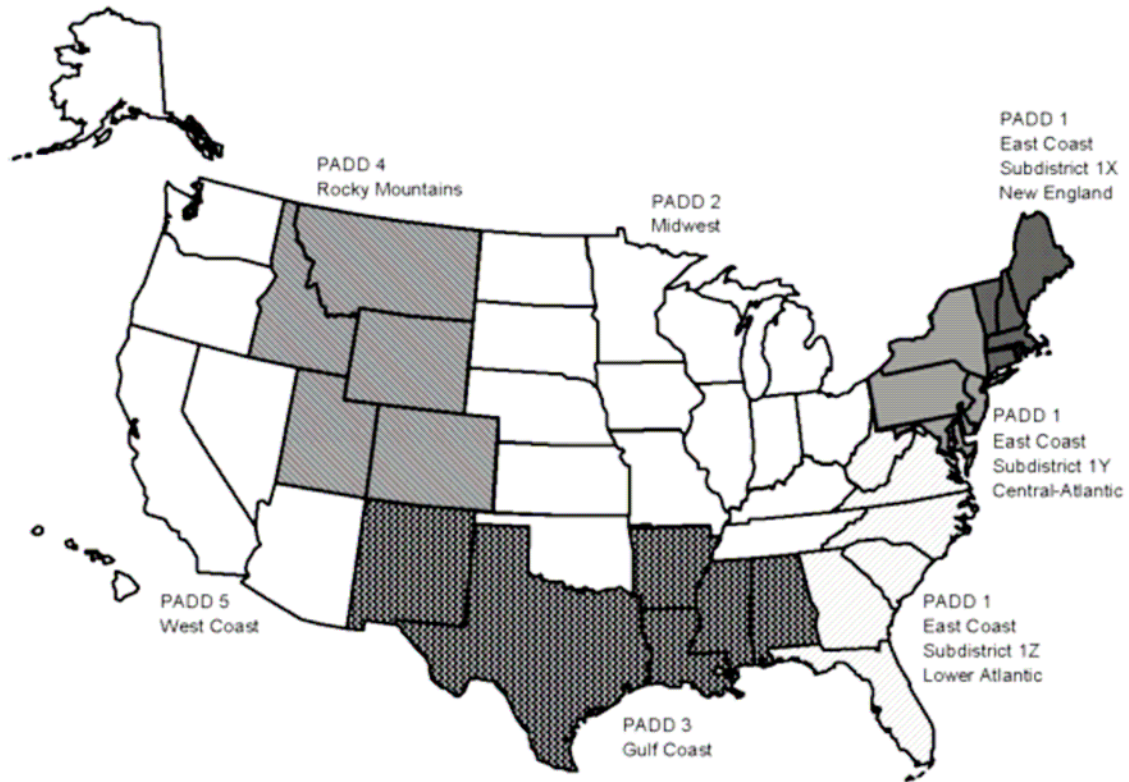 PADD 1
East Coast
Subdistrict 1X
New England
PADD 4
Rocky Mountains
PADD 2
Midwest
PADD 1
East Coast
Subdistrict 1Y
Central-Atlantic
PADD 5
West Coast
PADD 1
East Coast
Subdistrict 1Z
Lower Atlantic
PADD 3
Gulf Coast